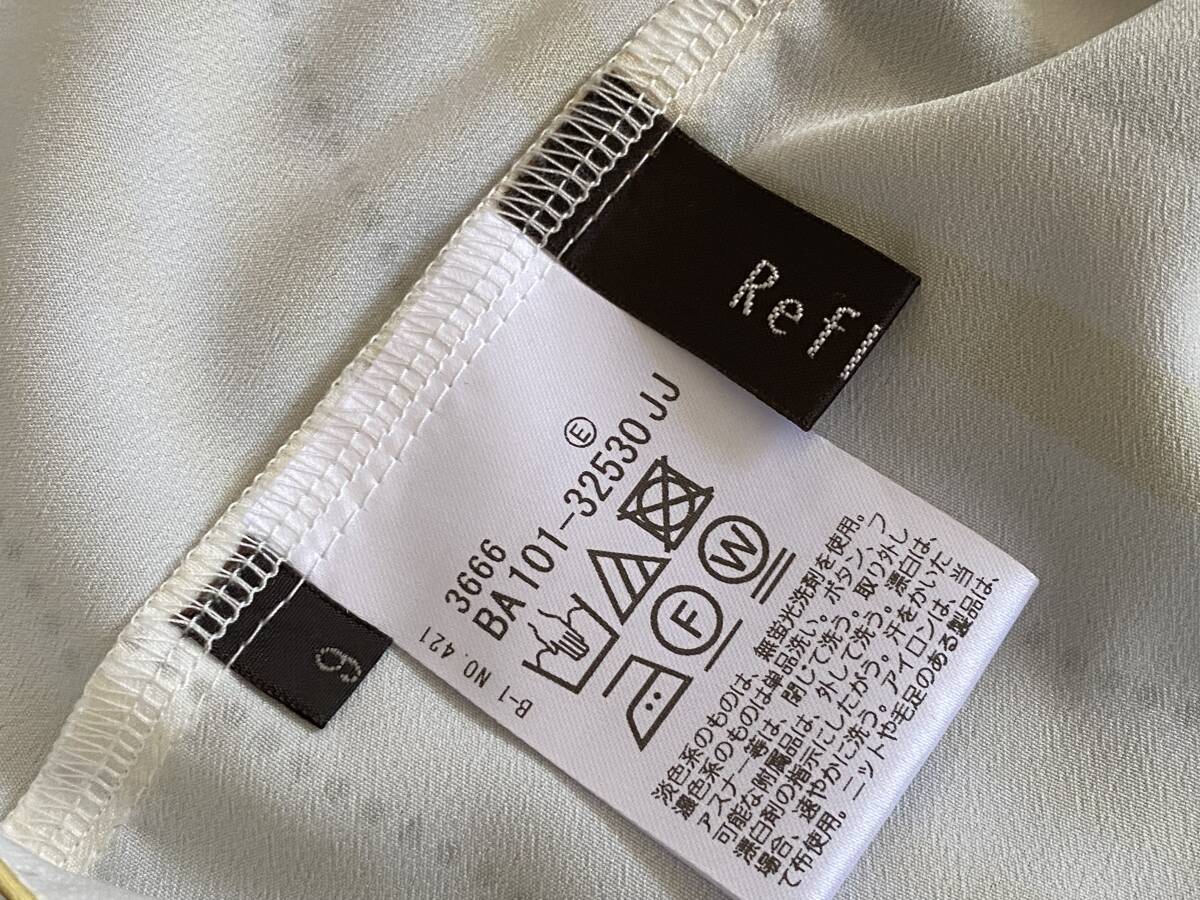 Refl
9
3666
Ⓔ
BA 101-32530 JJ
W
F
B-1 NO. 421
淡色系のものは、無蛍光洗剤を使用。
濃色系のものは単品洗い。ボタン、フ
ァスナー等は、閉じて洗う。取り外し
可能な附属品は、外して洗う。漂白は、
漂白剤の指示にしたがう。汗をかいた
場合、速やかに洗う。アイロンは、当
て布使用。ニットや毛足のある製品は、